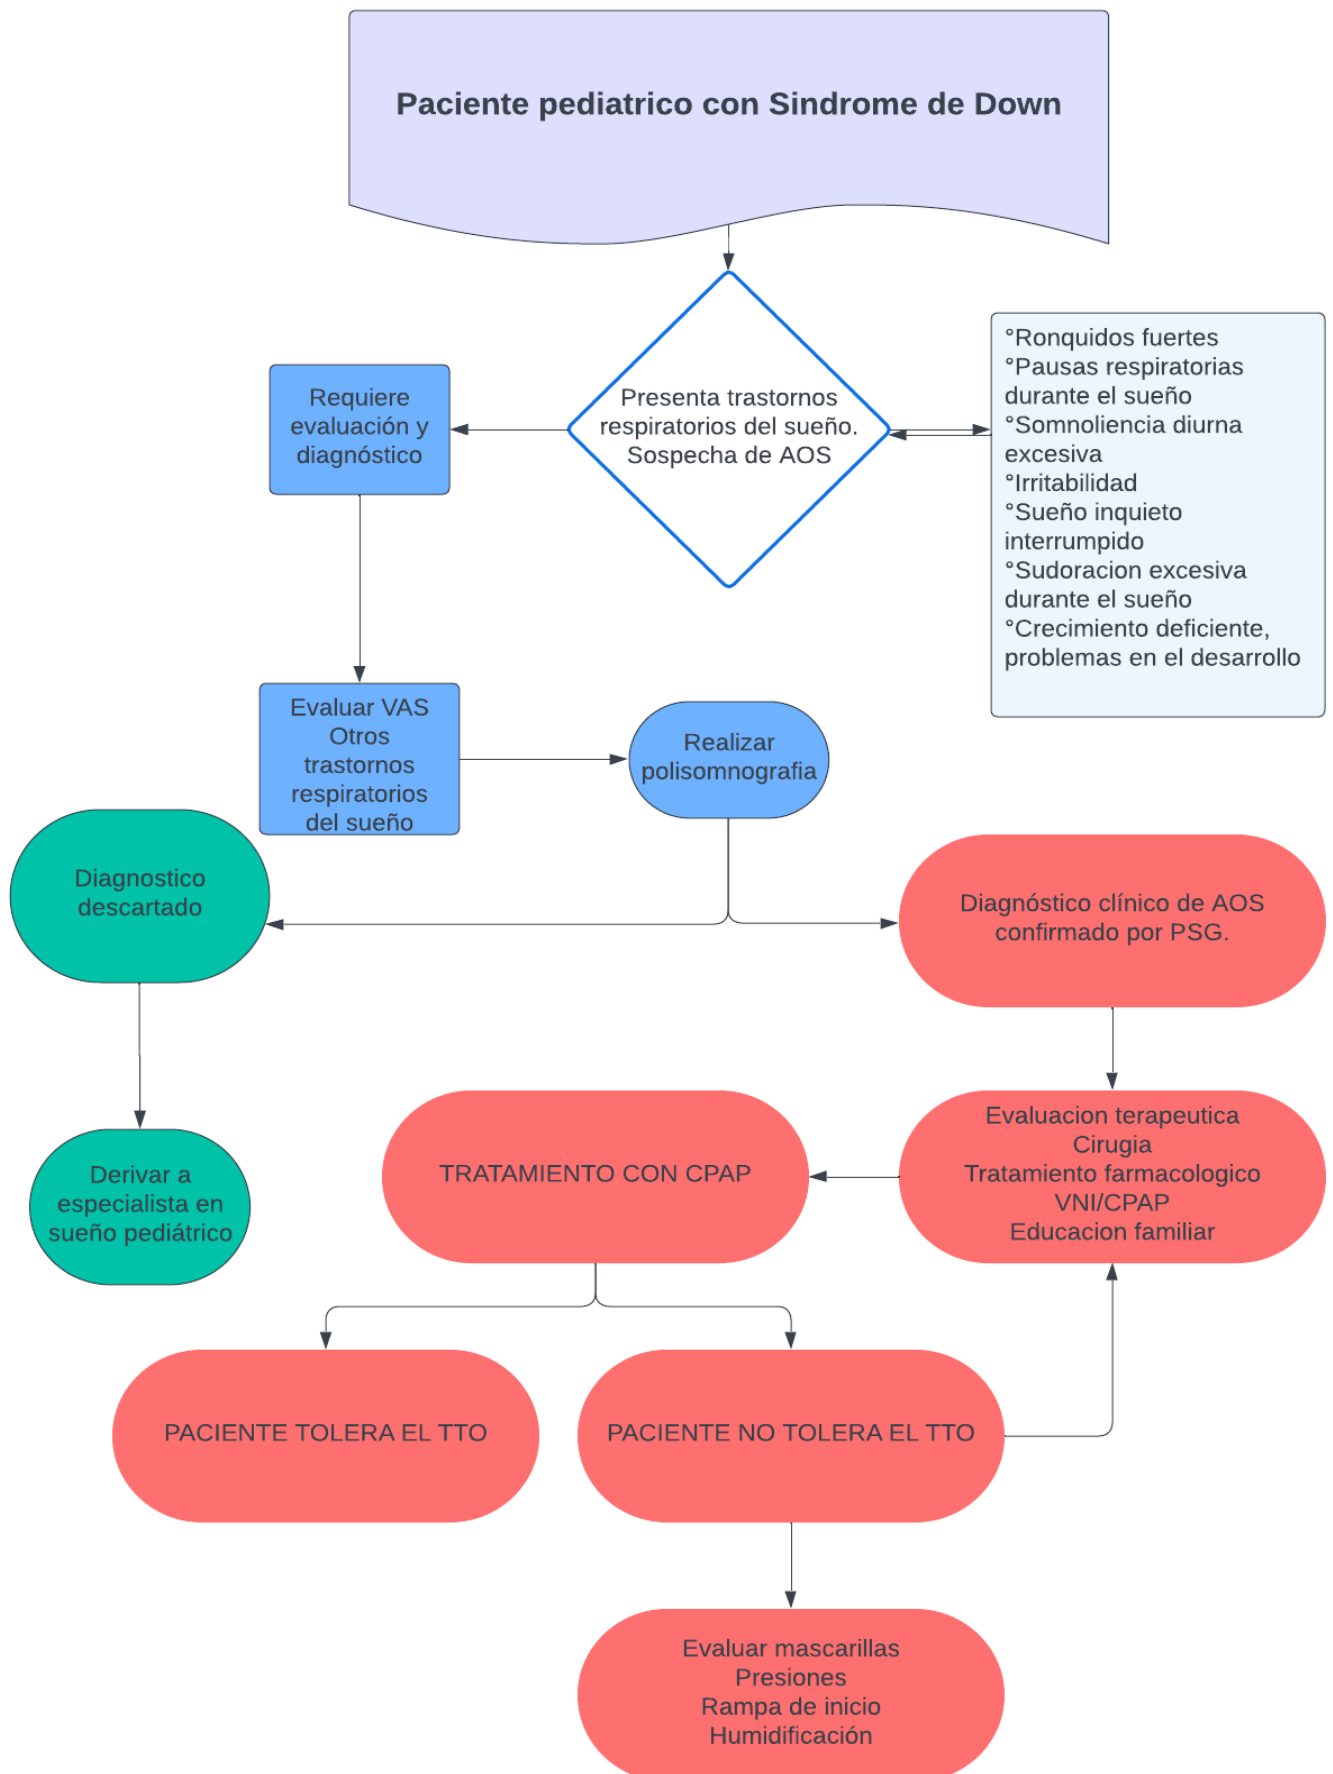 Paciente pediatrico con Sindrome de Down
Presenta trastornos
respiratorios del sueño.
Sospecha de AOS
°Ronquidos fuertes
°Pausas respiratorias
durante el sueño
°Somnoliencia diurna
excesiva
°Irritabilidad
°Sueño inquieto
interrumpido
°Sudoracion excesiva
durante el sueño
°Crecimiento deficiente,
problemas en el desarrollo
Requiere
evaluación y
diagnóstico
Evaluar VAS
Otros
trastornos
respiratorios
del sueño
Realizar
polisomnografia
Diagnostico
descartado
Diagnóstico clínico de AOS
confirmado por PSG.
Derivar a
especialista en
sueño pediátrico
Evaluacion terapeutica
Cirugia
Tratamiento farmacologico
VNI/CPAP
Educacion familiar
TRATAMIENTO CON CPAP
PACIENTE TOLERA EL TTO
PACIENTE NO TOLERA EL TTO
Evaluar mascarillas
Presiones
Rampa de inicio
Humidificación